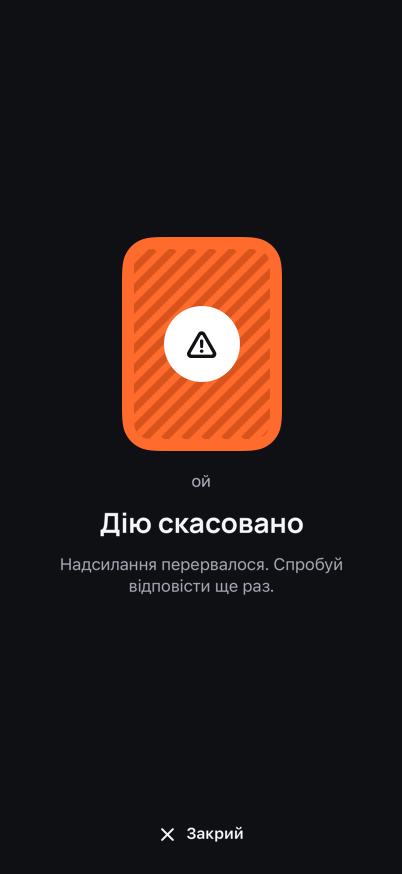 ой
Дію скасовано
Надсилання перервалося. Спробуй
відповісти ще раз.
Закрий